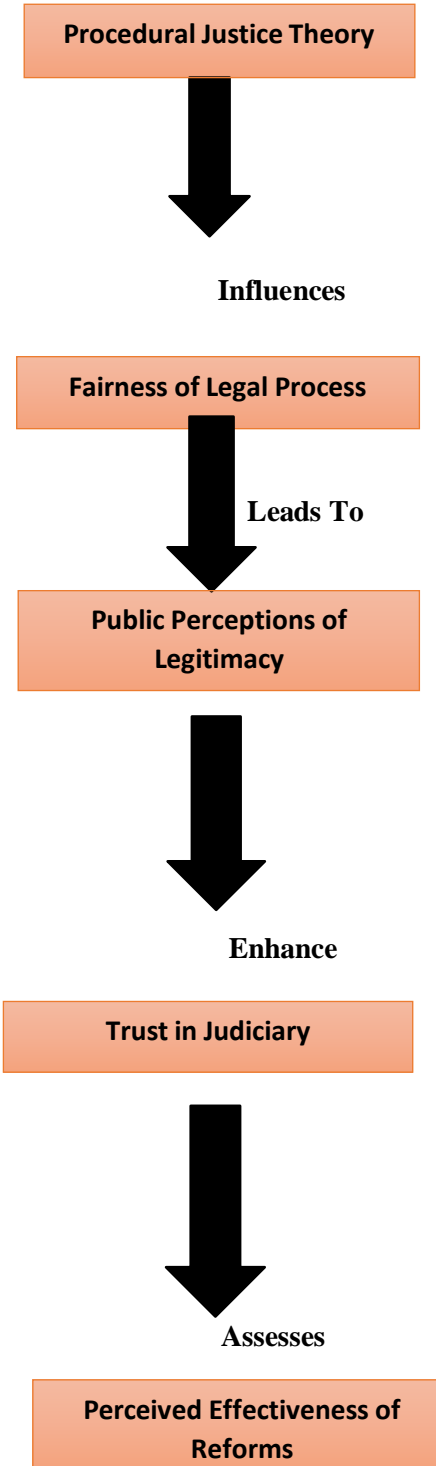 Procedural Justice Theory
Influences
Fairness of Legal Process
Leads To
Public Perceptions of
Legitimacy
Enhance
Trust in Judiciary
Assesses
Perceived Effectiveness of
Reforms